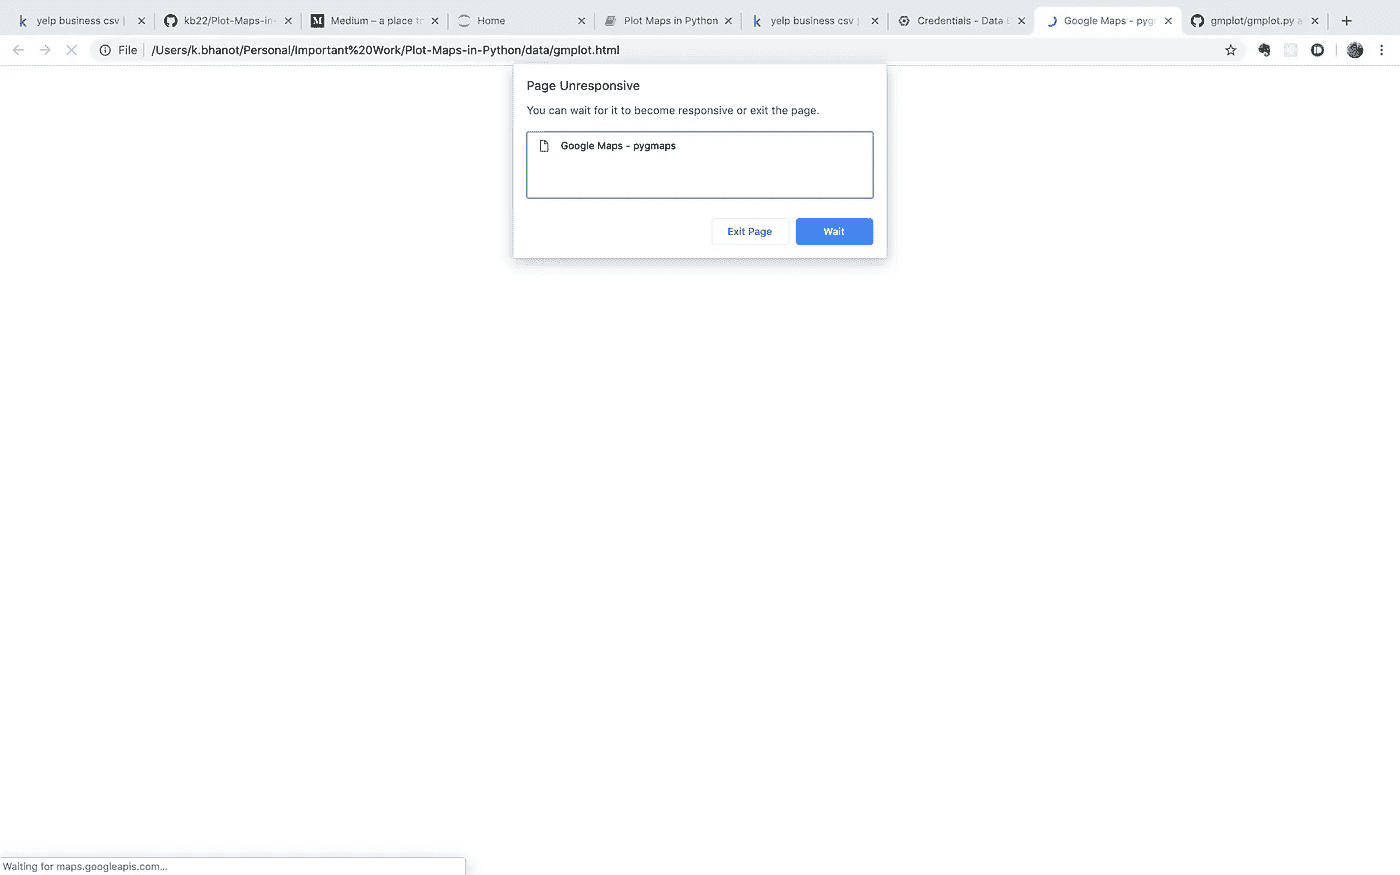 yelp business csv
kb22/Plot-Maps-in-
Medium – a place to
Home
Plot Maps in Python
yelp business csv
Credentials - Data
Google Maps - pygm
gmplot/gmplot.py a
File
/Users/k.bhanot/Personal/Important%20Work/Plot-Maps-in-Python/data/gmplot.html
Page Unresponsive
You can wait for it to become responsive or exit the page.
Google Maps - pygmaps
Exit Page
Wait
Waiting for maps.googleapis.com...